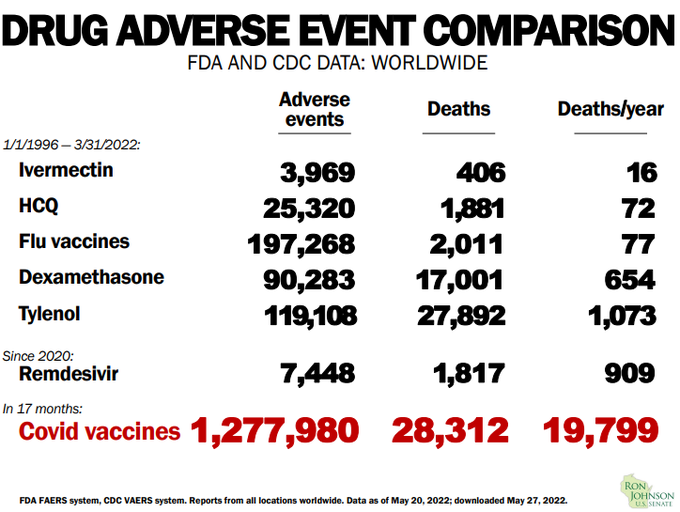 DRUG ADVERSE EVENT COMPARISON
FDA AND CDC DATA: WORLDWIDE
Adverse events Deaths Deaths/year
1/1/1996 – 3/31/2022:
Ivermectin 3,969 406 16
HCQ 25,320 1,881 72
Flu vaccines 197,268 2,011 77
Dexamethasone 90,283 17,001 654
Tylenol 119,108 27,892 1,073
Since 2020:
Remdesivir 7,448 1,817 909
In 17 months:
Covid vaccines 1,277,980 28,312 19,799
FDA FAERS system, CDC VAERS system. Reports from all locations worldwide. Data as of May 20, 2022; downloaded May 27, 2022.
RON
JOHNSON
U.S. SENATE